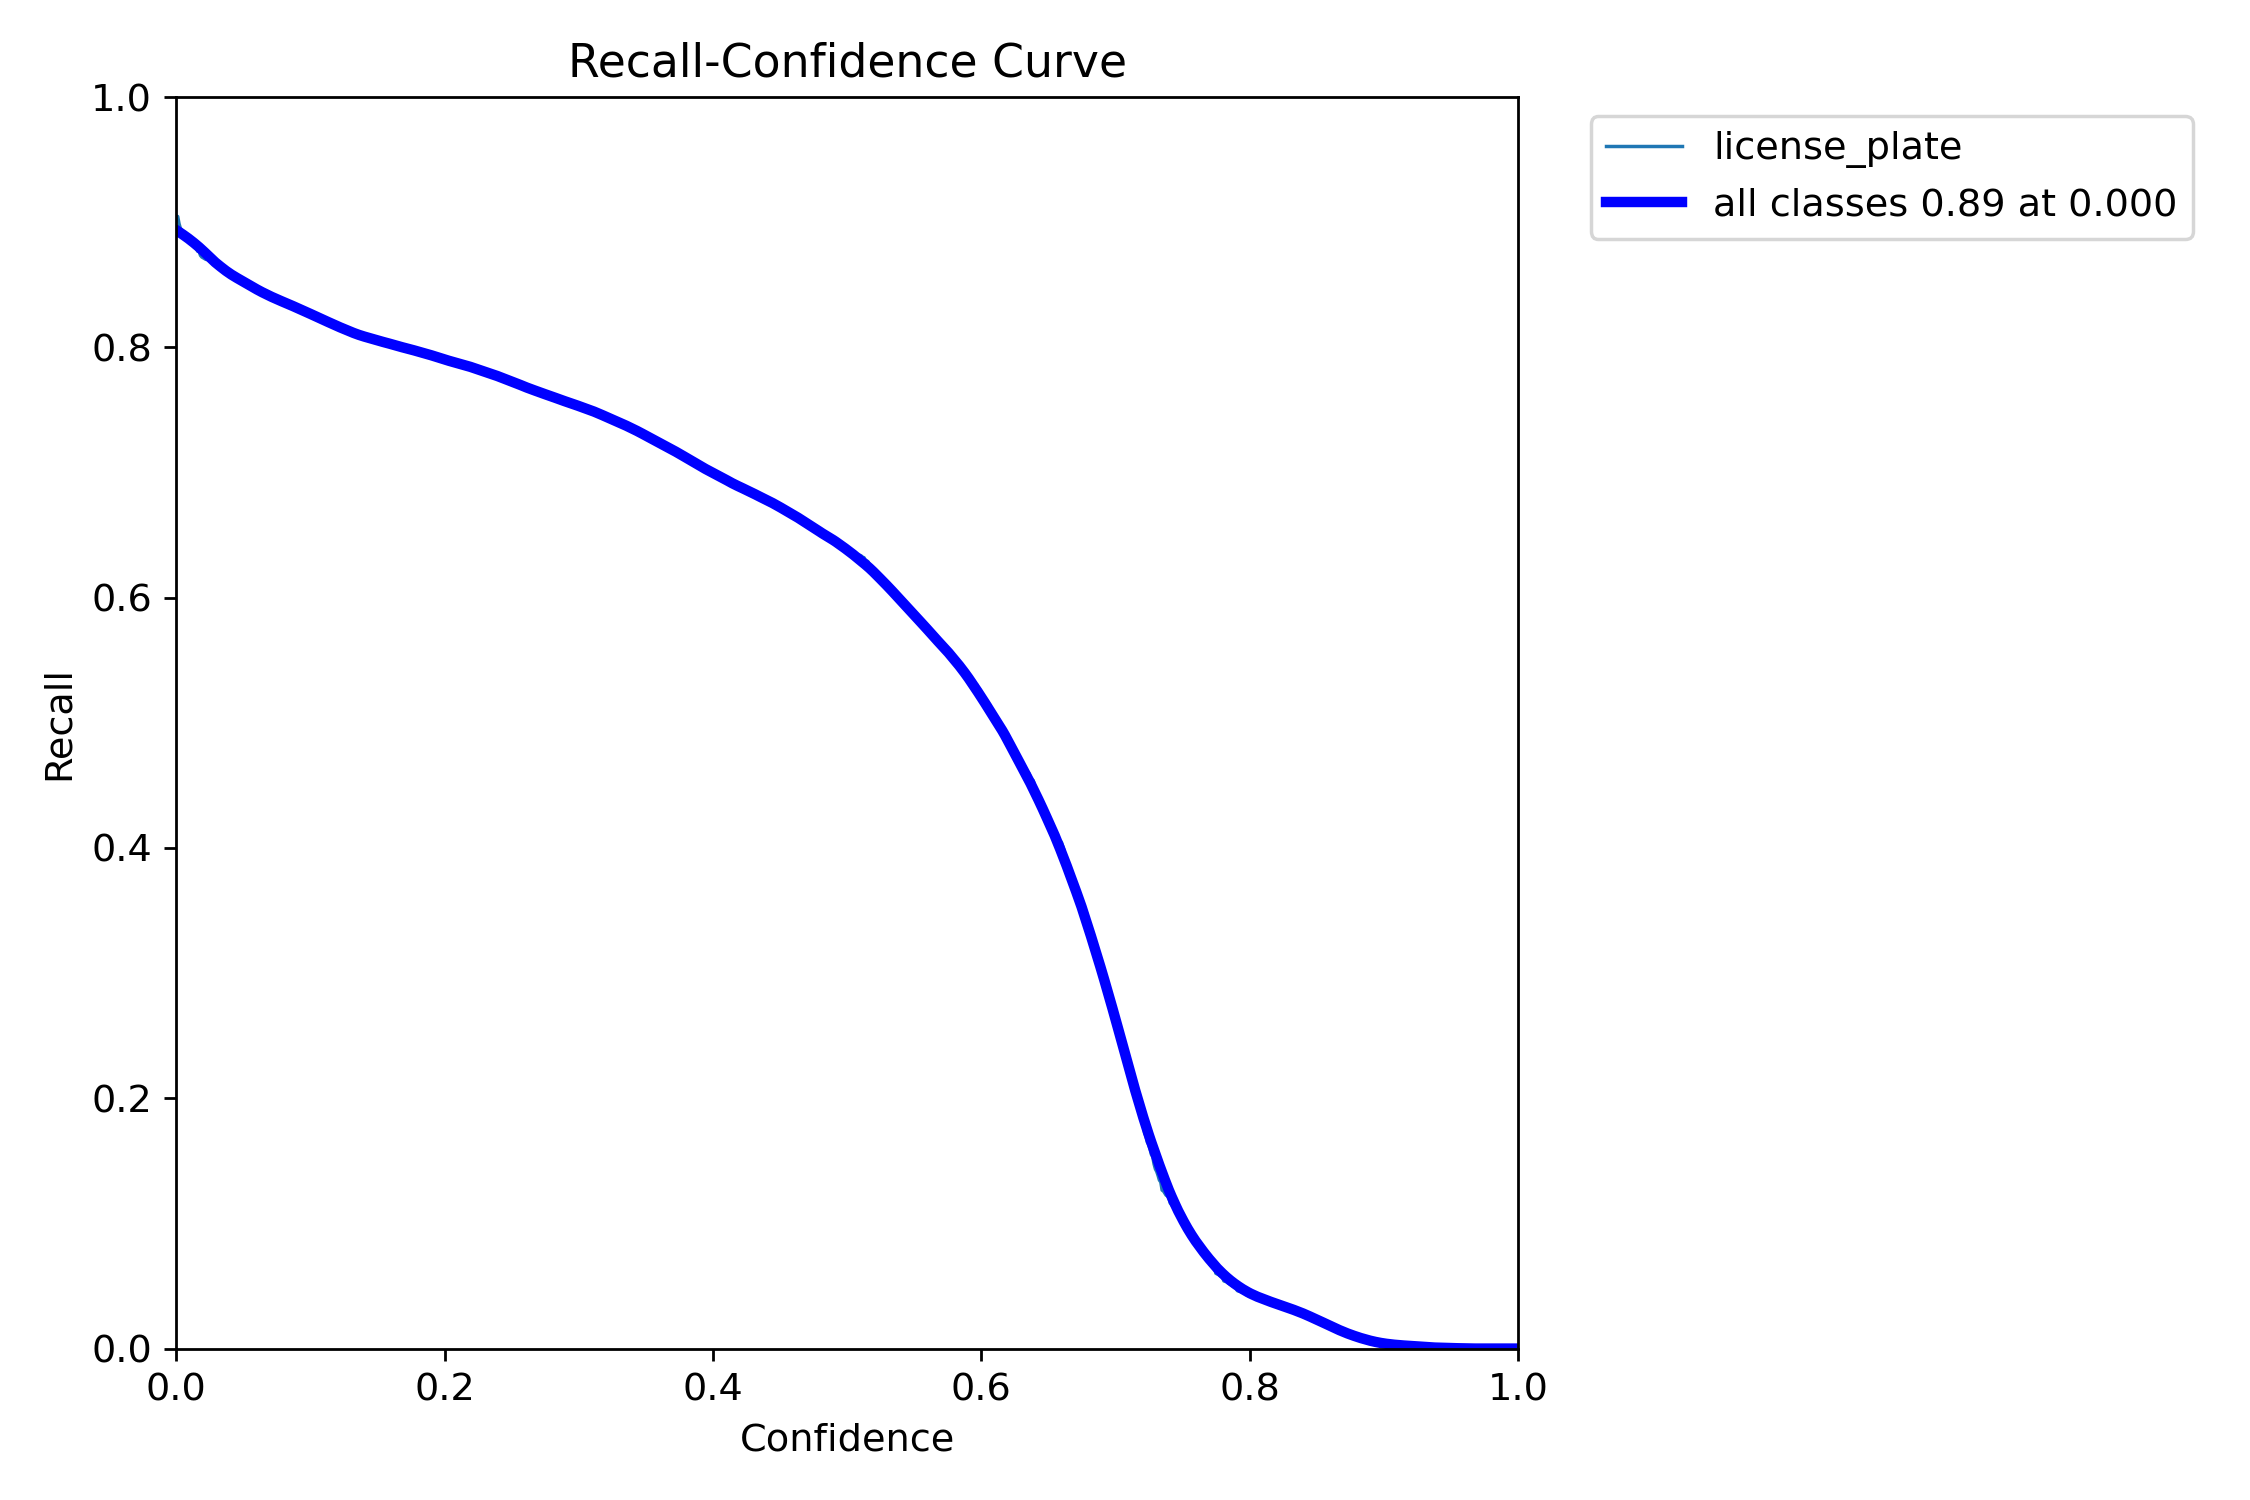 Recall-Confidence Curve
1.0
0.8
0.6
0.4
0.2
0.0
Recall
0.0 0.2 0.4 0.6 0.8 1.0
Confidence
license_plate
all classes 0.89 at 0.000